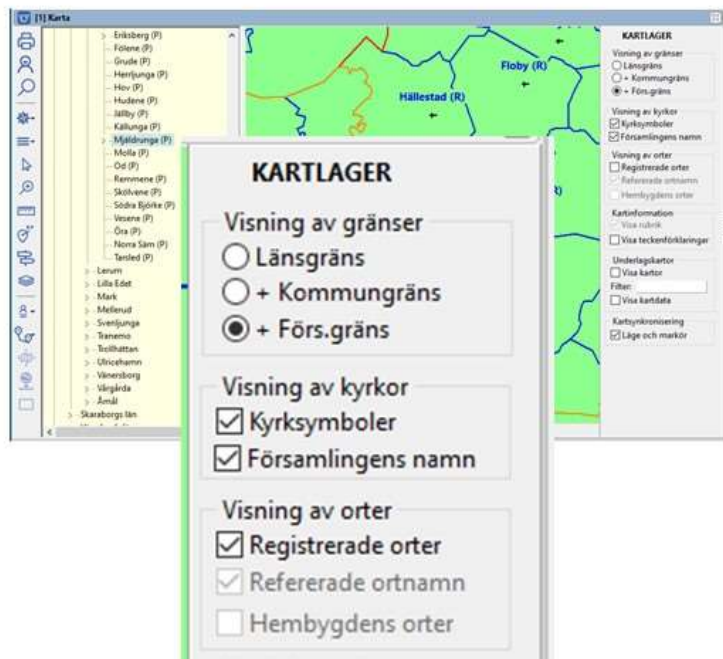 [1] Karta
Eriksberg (P)
Fölene (P)
Grude (P)
Herrljunga (P)
Hov (P)
Hudene (P)
Jällby (P)
Källunga (P)
Mjäldrunga (P)
Molla (P)
Od (P)
Remmene (P)
Skölvene (P)
Södra Björke (P)
Vesene (P)
Öra (P)
Norra Säm (P)
Tarsled (P)
Lerum
Lilla Edet
Mark
Mellerud
Svenljunga
Tranemo
Trollhättan
Ulricehamn
Vänersborg
Vårgårda
Åmål
Skaraborgs län
Floby (R)
Hällestad (R)
KARTLAGER
Visning av gränser
Länsgräns
+ Kommungräns
+ Förs.gräns
Visning av kyrkor
Kyrksymboler
Församlingens namn
Visning av orter
Registrerade orter
Refererade ortnamn
Hembygdens orter
Kartinformation
Visa rubrik
Visa teckenförklaringar
Underlagskartor
Visa kartor
Filter:
Visa kartdata
Kartsynkronisering
Läge och markör
KARTLAGER
Visning av gränser
Länsgräns
+ Kommungräns
+ Förs.gräns
Visning av kyrkor
Kyrksymboler
Församlingens namn
Visning av orter
Registrerade orter
Refererade ortnamn
Hembygdens orter